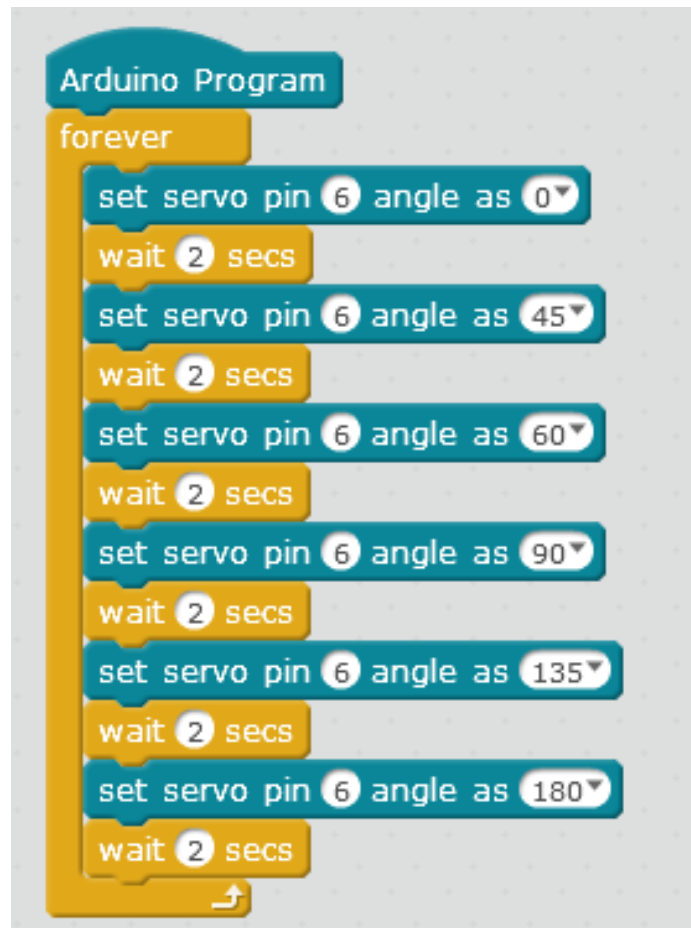 Arduino Program
forever
set servo pin 6 angle as 0
wait 2 secs
set servo pin 6 angle as 45
wait 2 secs
set servo pin 6 angle as 60
wait 2 secs
set servo pin 6 angle as 90
wait 2 secs
set servo pin 6 angle as 135
wait 2 secs
set servo pin 6 angle as 180
wait 2 secs